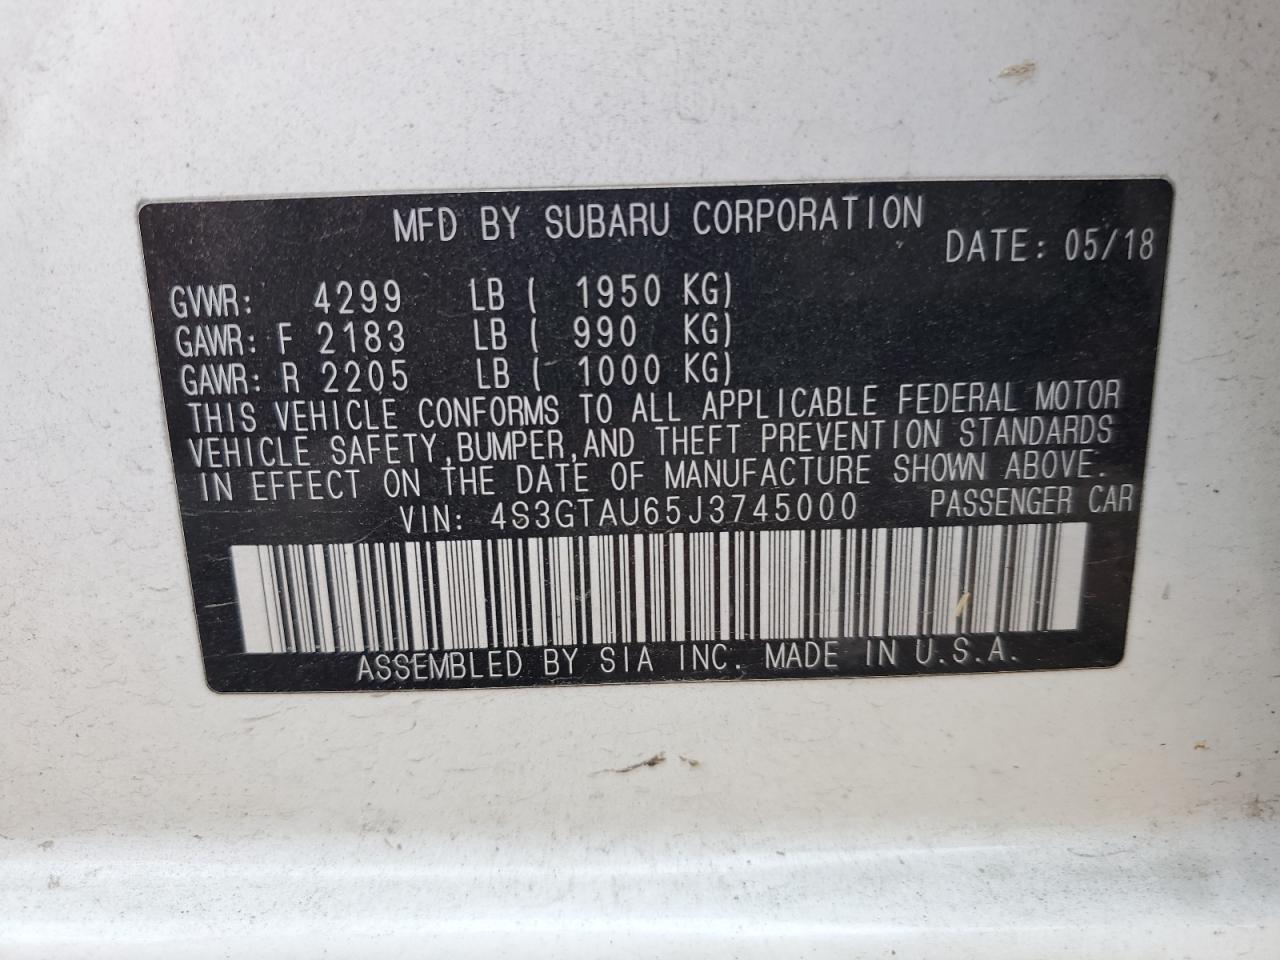 MFD BY SUBARU CORPORATION
DATE: 05/18
GVWR: 4299 LB ( 1950 KG)
GAWR: F 2183 LB ( 990 KG)
GAWR: R 2205 LB ( 1000 KG)
THIS VEHICLE CONFORMS TO ALL APPLICABLE FEDERAL MOTOR
VEHICLE SAFETY,BUMPER,AND THEFT PREVENTION STANDARDS
IN EFFECT ON THE DATE OF MANUFACTURE SHOWN ABOVE.
VIN: 4S3GTAU65J3745000 PASSENGER CAR
ASSEMBLED BY SIA INC. MADE IN U.S.A.